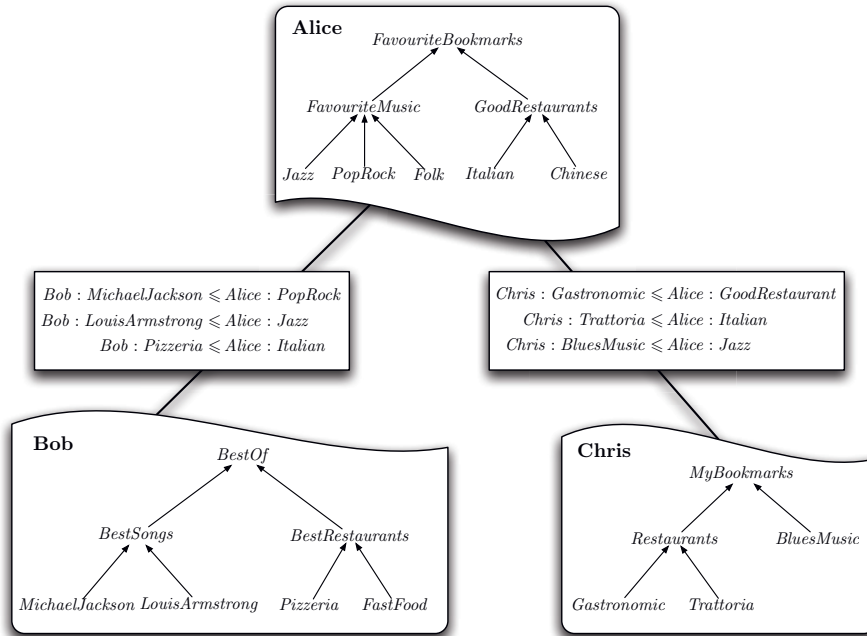 Alice
FavouriteBookmarks
FavouriteMusic GoodRestaurants
Jazz PopRock Folk Italian Chinese
Bob : MichaelJackson ⩽ Alice : PopRock
Bob : LouisArmstrong ⩽ Alice : Jazz
Bob : Pizzeria ⩽ Alice : Italian
Chris : Gastronomic ⩽ Alice : GoodRestaurant
Chris : Trattoria ⩽ Alice : Italian
Chris : BluesMusic ⩽ Alice : Jazz
Bob
BestOf
BestSongs BestRestaurants
MichaelJackson LouisArmstrong Pizzeria FastFood
Chris
MyBookmarks
Restaurants BluesMusic
Gastronomic Trattoria